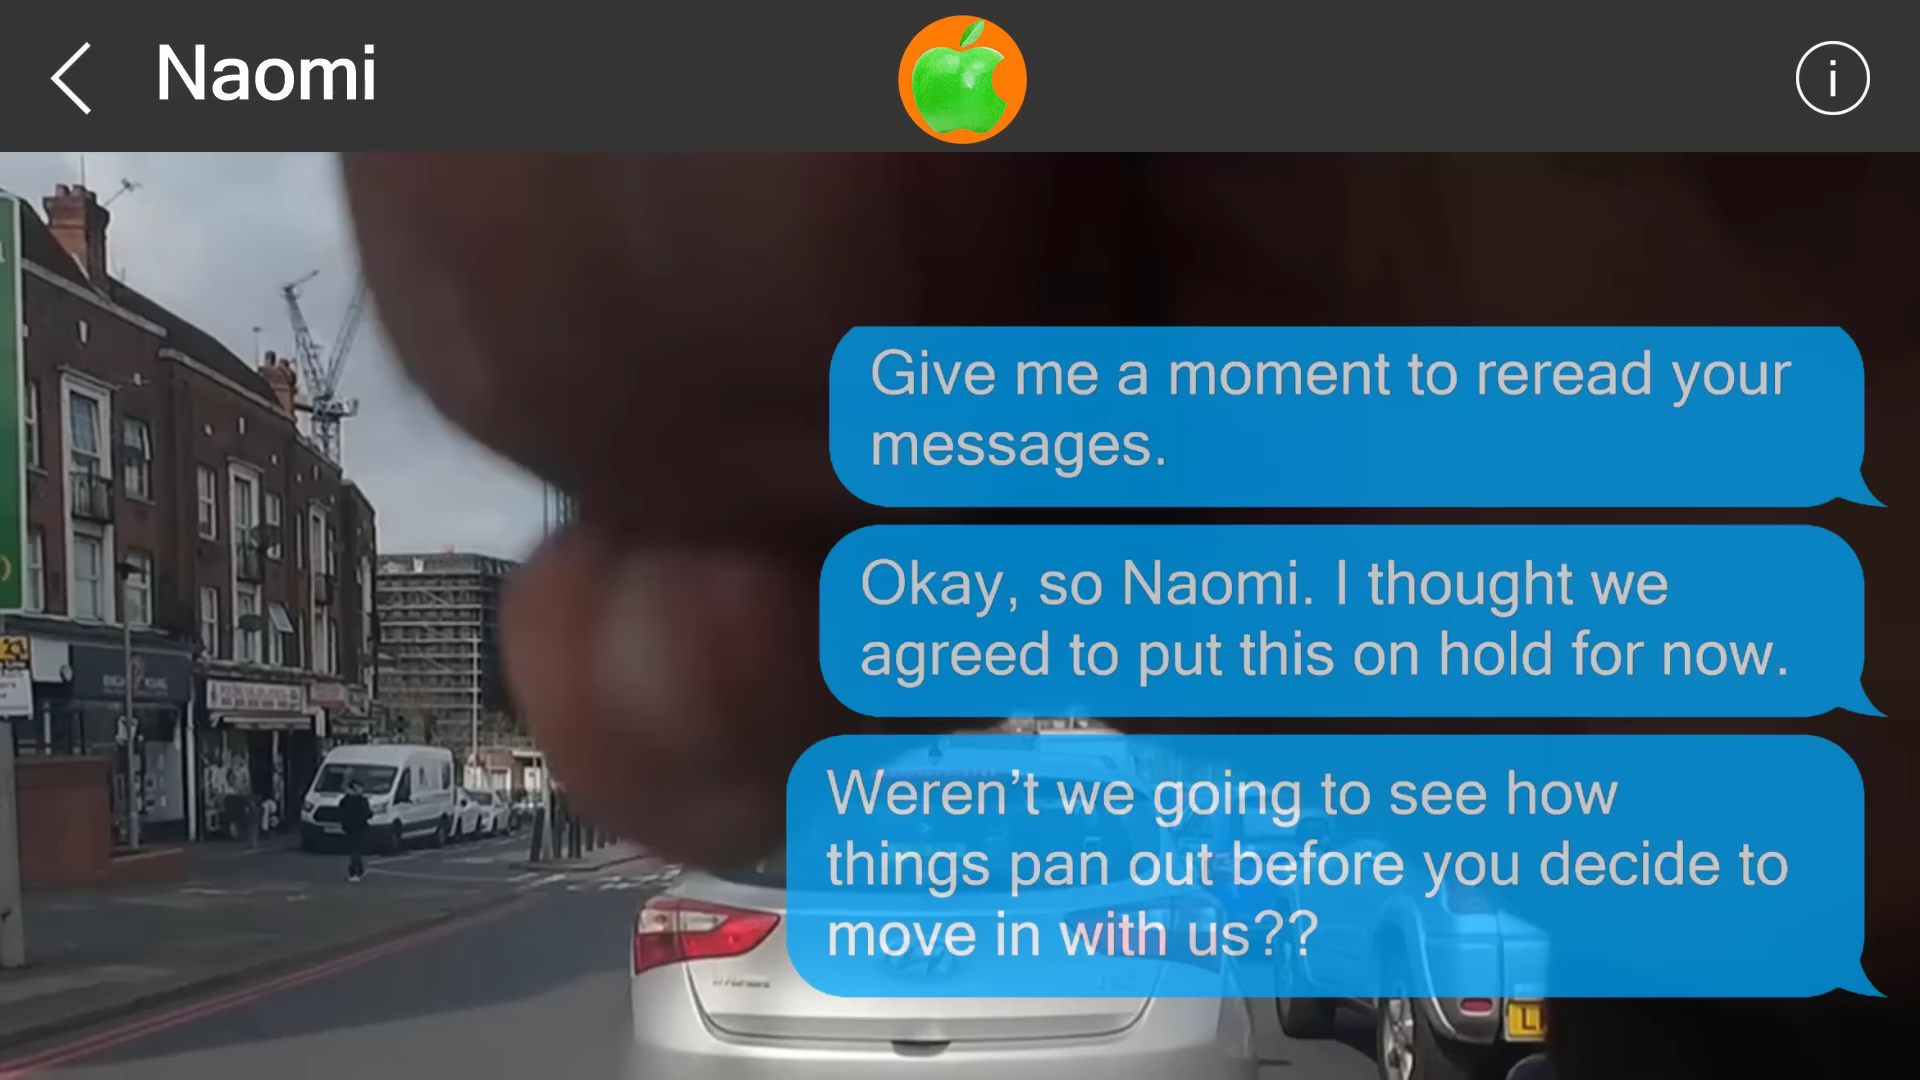 Naomi
i
Give me a moment to reread your
messages.
Okay, so Naomi. I thought we
agreed to put this on hold for now.
Weren’t we going to see how
things pan out before you decide to
move in with us??